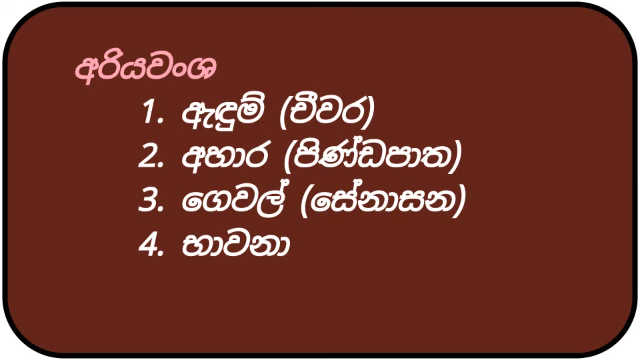 අරියවංශ
1. ඇඳුම් (චීවර)
2. අහාර (පිණ්ඩපාත)
3. ගෙවල් (සේනාසන)
4. භාවනා